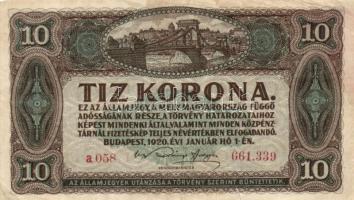 10 10
TIZ KORONA.
EZ AZ ÁLLAMJEGY A MEGMAGYARORSZÁG FÜGGŐ
ADÓSSÁGÁNAK RÉSZE, A TÖRVÉNY HATÁROZATAIHOZ
KÉPEST MINDENKI ÁLTAL, VALAMINT MINDEN KÖZPÉNZ-
TÁRNÁL FIZETÉSKÉP TELJES NÉVÉRTÉKBEN ELFOGADANDÓ.
BUDAPEST, 1920. ÉVI JANUÁR HÓ 1-ÉN.
a 058 661.339
10 10
AZ ÁLLAMJEGYEK UTÁNZÁSA A TÖRVÉNY SZERINT BÜNTETTETIK.